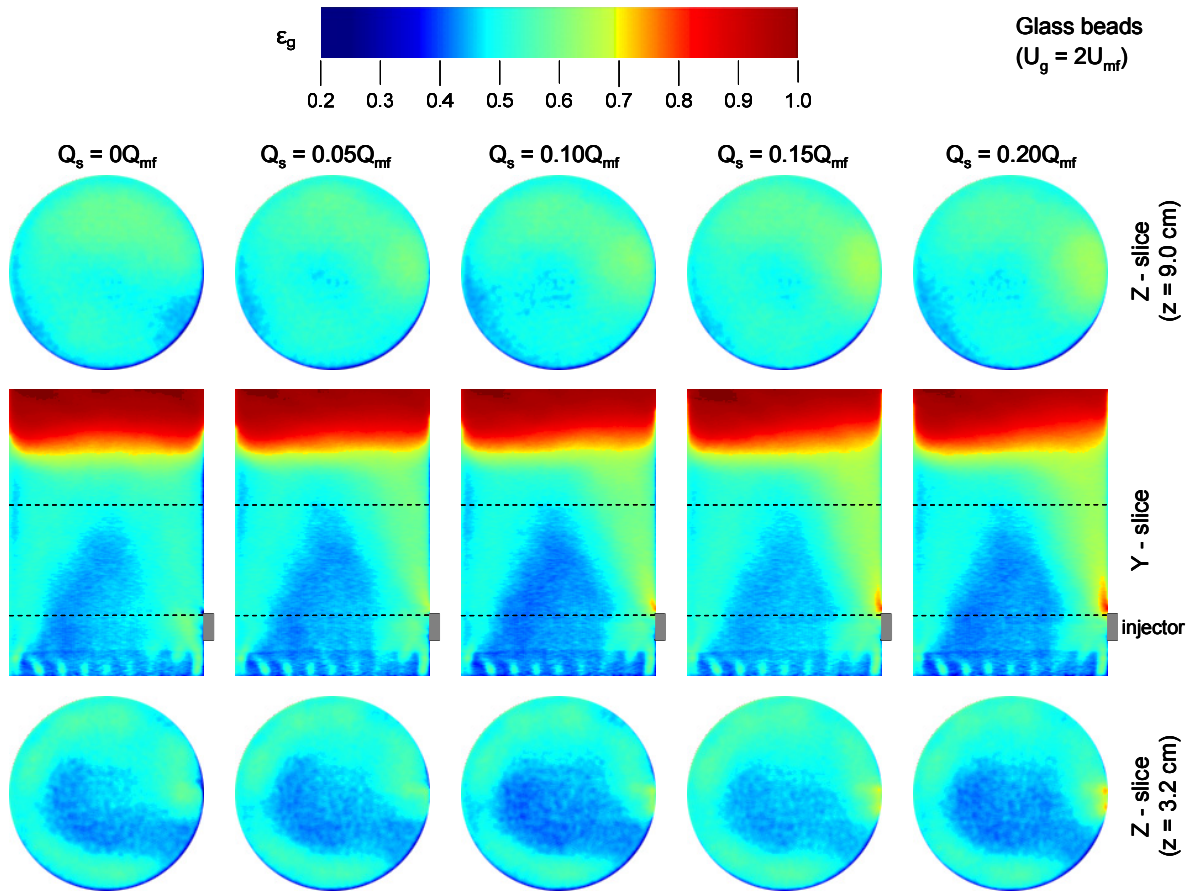 εg
Glass beads
(Ug = 2Umf)
0.2 0.3 0.4 0.5 0.6 0.7 0.8 0.9 1.0
Qs = 0Qmf
Qs = 0.05Qmf
Qs = 0.10Qmf
Qs = 0.15Qmf
Qs = 0.20Qmf
Z - slice
(z = 9.0 cm)
Y - slice
injector
Z - slice
(z = 3.2 cm)